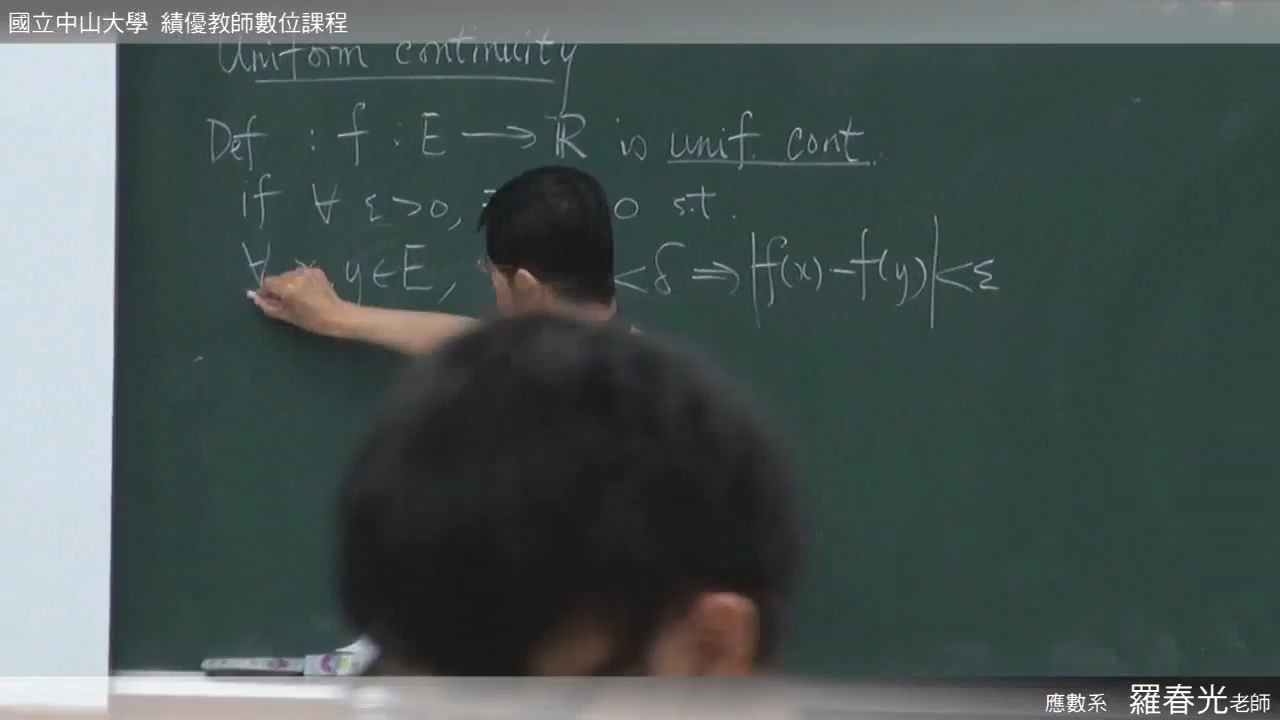 國立中山大學 績優教師數位課程
Uniform continuity
Def : f : E → ℝ is unif. cont.
if ∀ ε>0, 0 s.t.
∀ x, y∈E, <δ ⇒ |f(x)-f(y)|<ε
應數系 羅春光老師